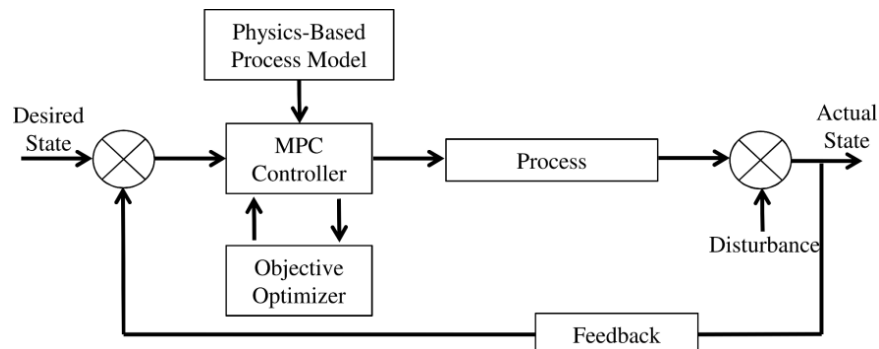 Physics-Based
Process Model
Desired
State
MPC
Controller
Process
Actual
State
Disturbance
Objective
Optimizer
Feedback